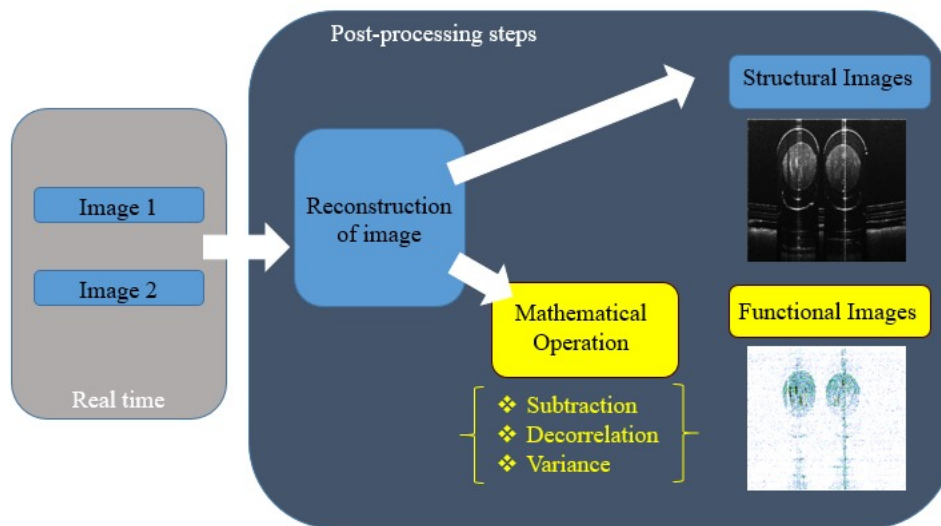 Post-processing steps
Structural Images
Image 1
Image 2
Real time
Reconstruction
of image
Mathematical
Operation
❖ Subtraction
❖ Decorrelation
❖ Variance
Functional Images